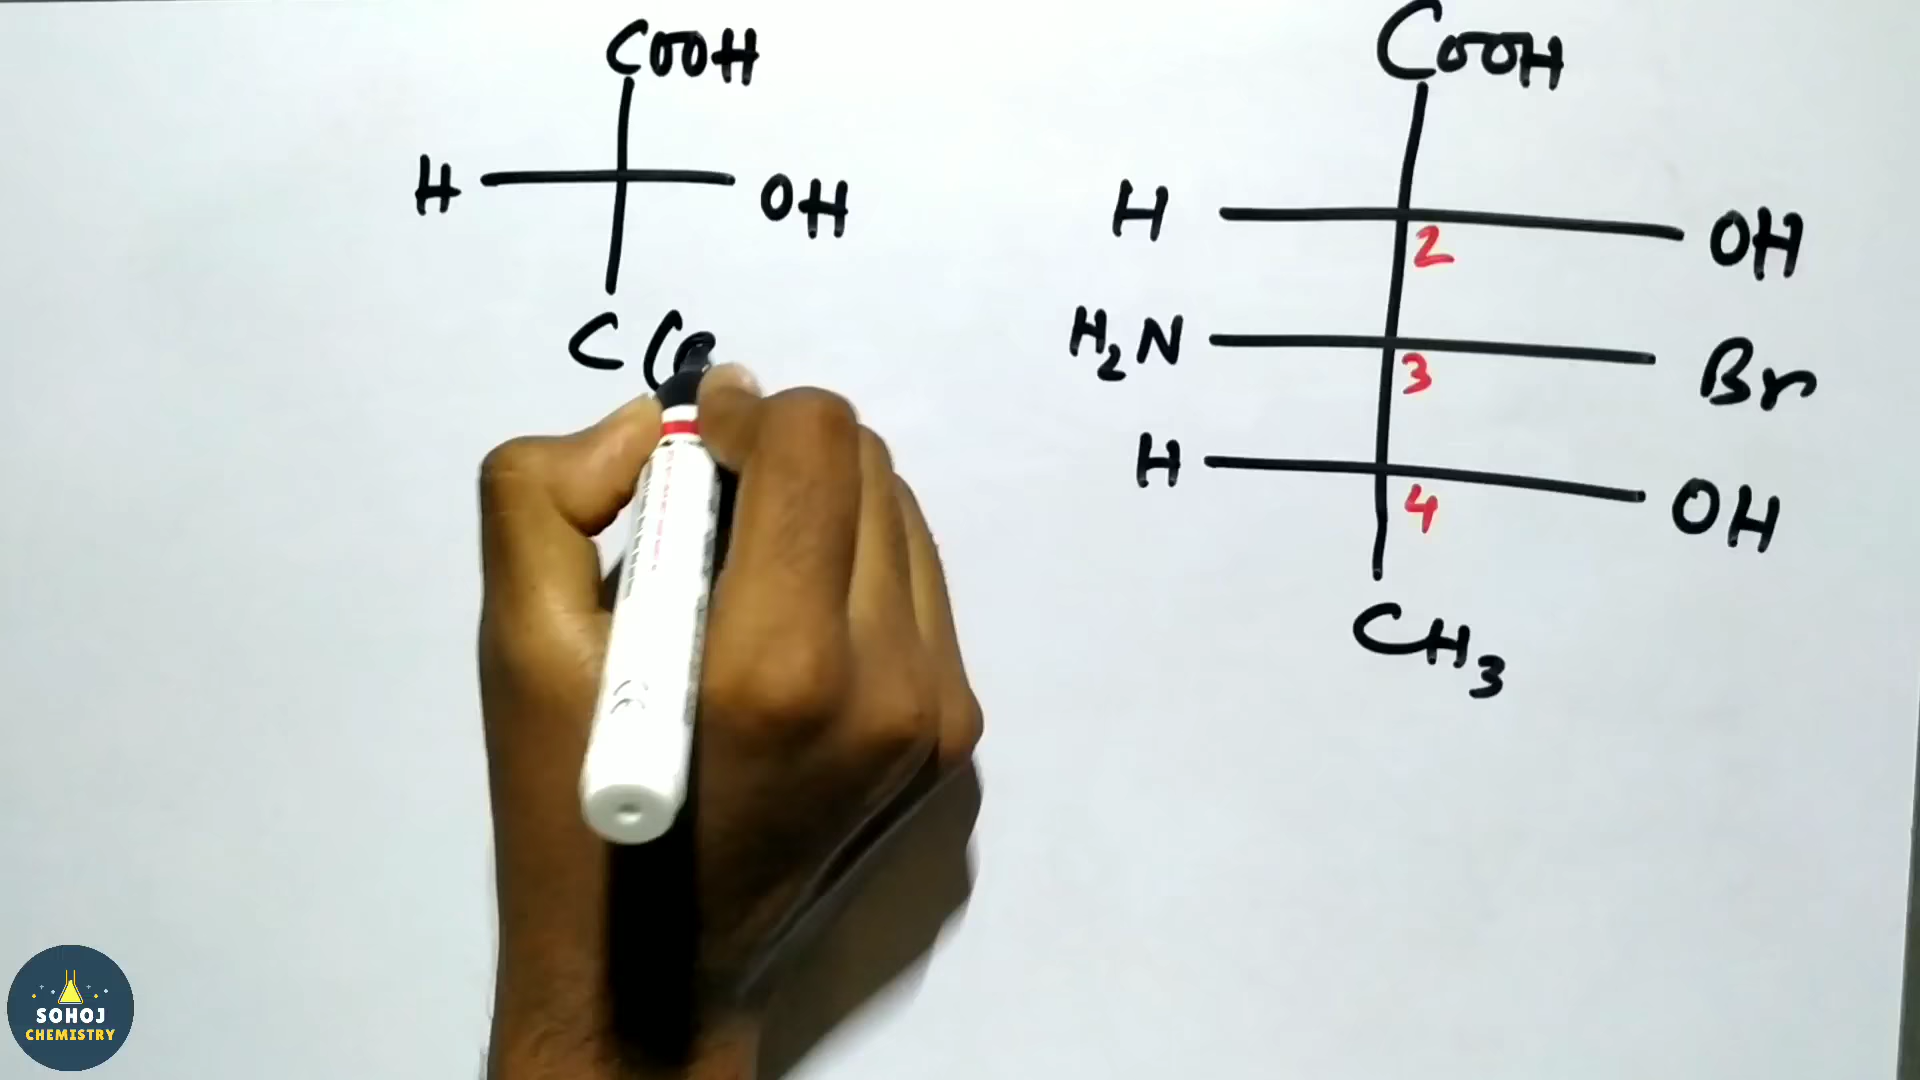 COOH
H OH
C(
COOH
H OH
2
H₂N Br
3
H OH
4
CH₃
SOHOJ
CHEMISTRY